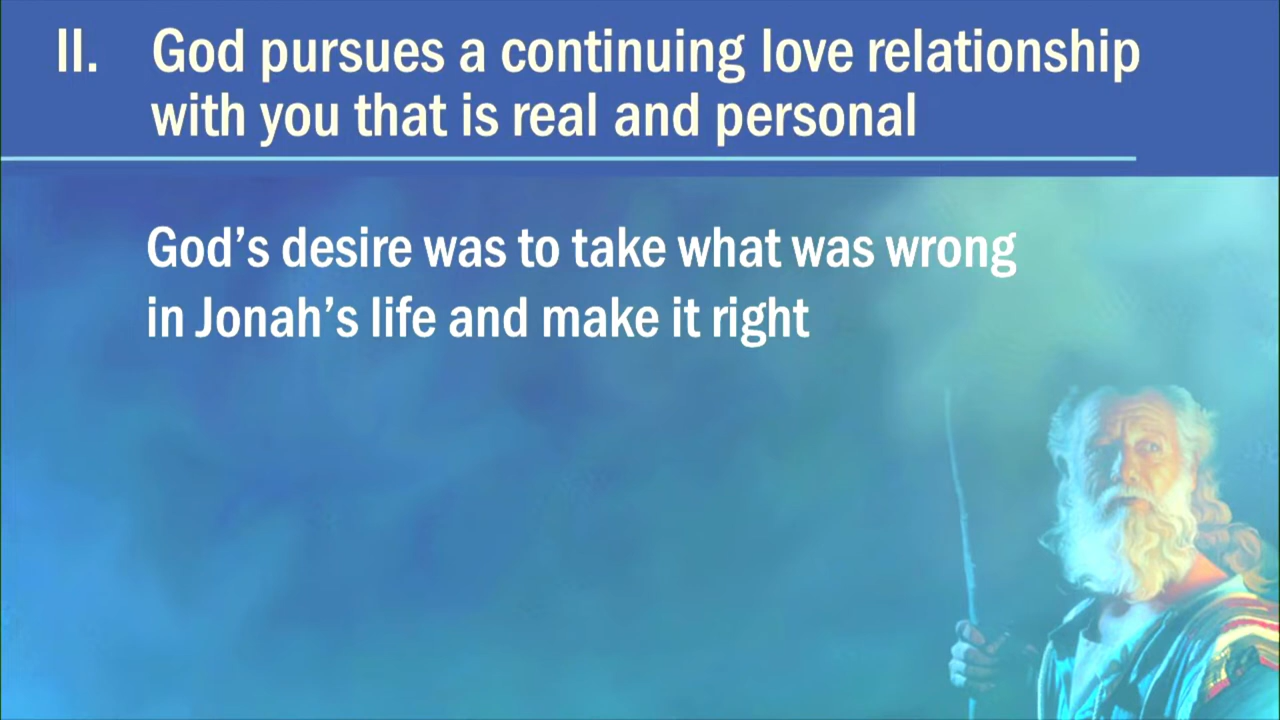 II. God pursues a continuing love relationship
with you that is real and personal
God’s desire was to take what was wrong
in Jonah’s life and make it right